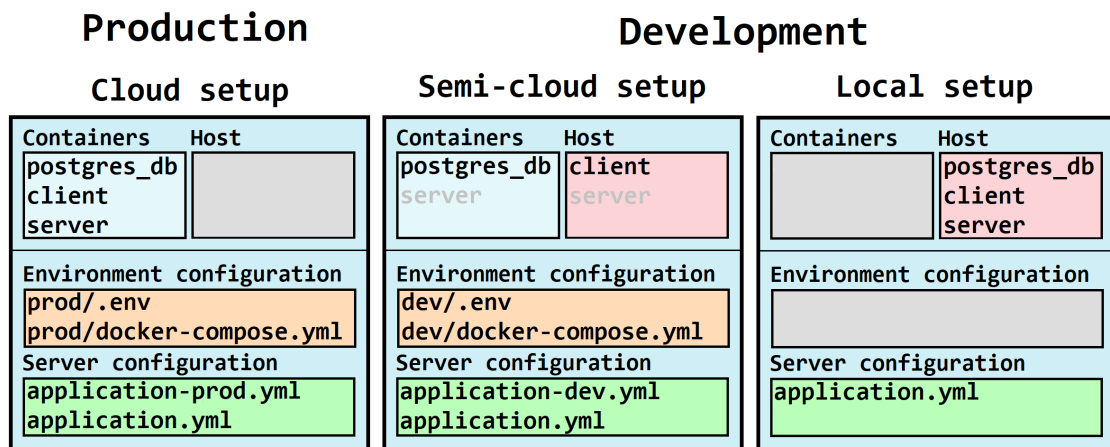 Production
Development
Cloud setup
Semi-cloud setup
Local setup
Containers
Host
postgres_db
client
server
Environment configuration
prod/.env
prod/docker-compose.yml
Server configuration
application-prod.yml
application.yml
Containers
Host
postgres_db
server
client
server
Environment configuration
dev/.env
dev/docker-compose.yml
Server configuration
application-dev.yml
application.yml
Containers
Host
postgres_db
client
server
Environment configuration
Server configuration
application.yml